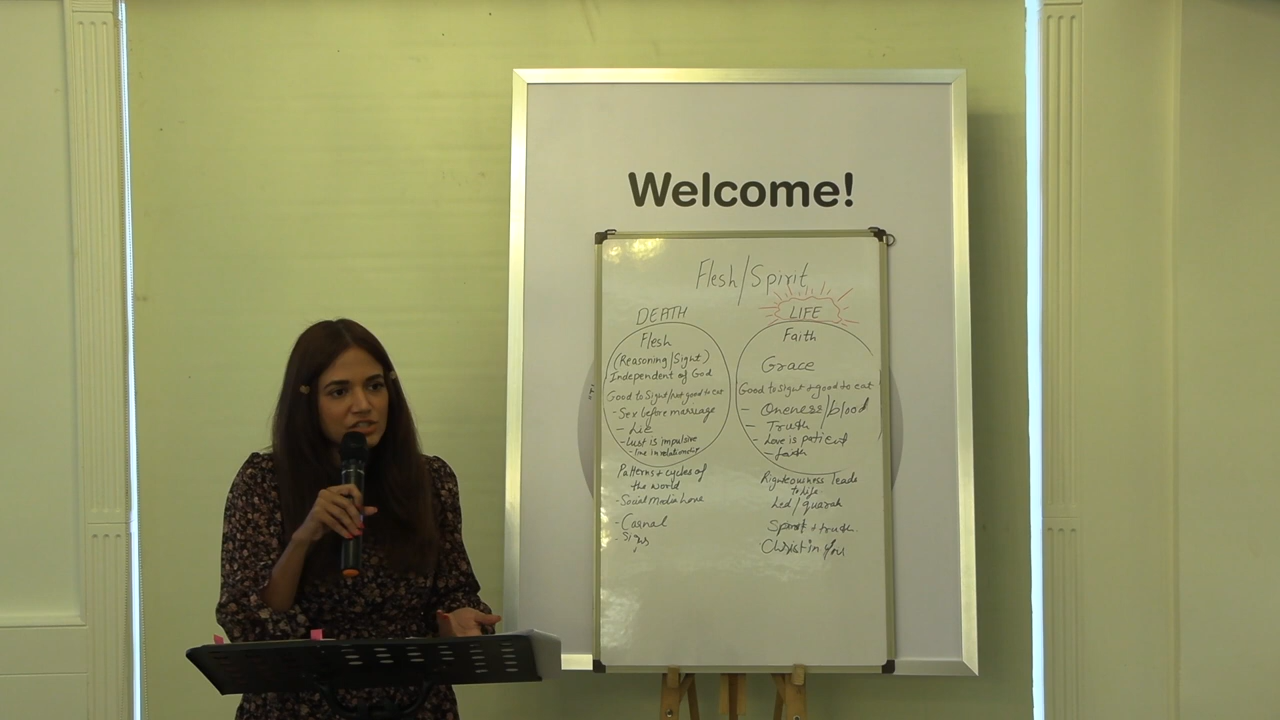 Welcome!
Flesh/Spirit
DEATH
Flesh
(Reasoning/Sight)
Independent of God
Good to Sight/not good to eat
- Sex before marriage
- Lie
- Lust is impulsive
- line in relationship
Patterns + cycles of
the world
- Social Media Love
- Carnal
LIFE
Faith
Grace
Good to sight + good to eat
- Oneness/blood
- Truth
- Love is patient
- faith
Righteousness leads
to life
Led/
Spirit + truth.
Christ in you